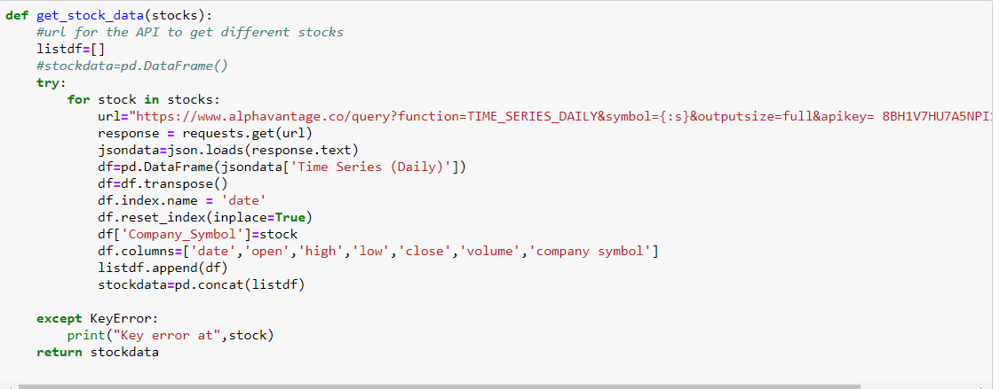 def get_stock_data(stocks):
    #url for the API to get different stocks
    listdf=[]
    #stockdata=pd.DataFrame()
    try:
        for stock in stocks:
            url="https://www.alphavantage.co/query?function=TIME_SERIES_DAILY&symbol={:s}&outputsize=full&apikey= 8BH1V7HU7A5NPI
            response = requests.get(url)
            jsondata=json.loads(response.text)
            df=pd.DataFrame(jsondata['Time Series (Daily)'])
            df=df.transpose()
            df.index.name = 'date'
            df.reset_index(inplace=True)
            df['Company_Symbol']=stock
            df.columns=['date','open','high','low','close','volume','company symbol']
            listdf.append(df)
            stockdata=pd.concat(listdf)
    except KeyError:
        print("Key error at",stock)
    return stockdata